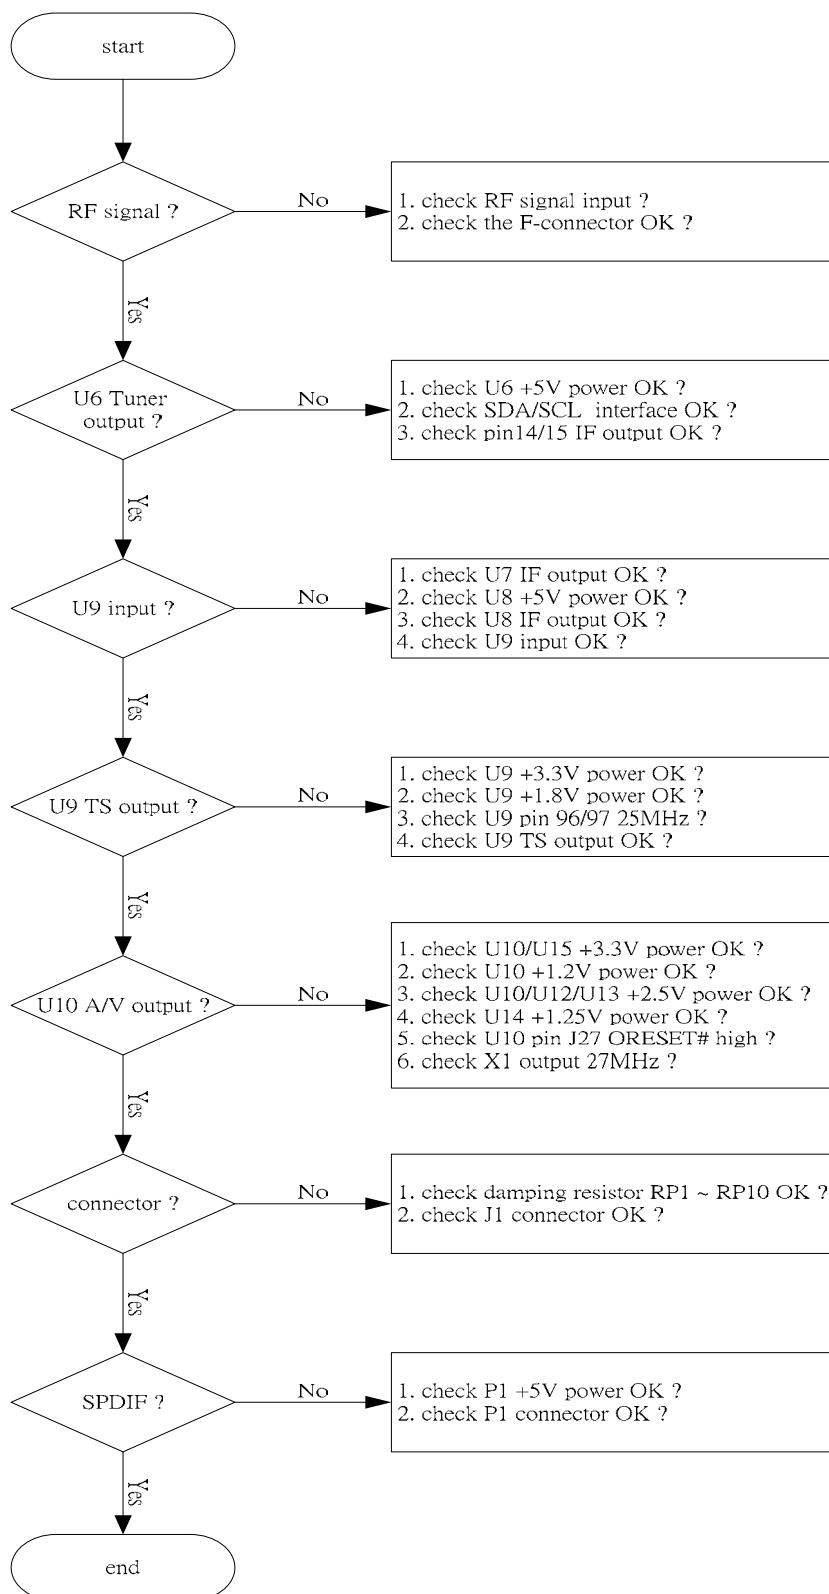 start
RF signal ?
No
1. check RF signal input ?
2. check the F-connector OK ?
Yes
U6 Tuner
output ?
No
1. check U6 +5V power OK ?
2. check SDA/SCL interface OK ?
3. check pin14/15 IF output OK ?
Yes
U9 input ?
No
1. check U7 IF output OK ?
2. check U8 +5V power OK ?
3. check U8 IF output OK ?
4. check U9 input OK ?
Yes
U9 TS output ?
No
1. check U9 +3.3V power OK ?
2. check U9 +1.8V power OK ?
3. check U9 pin 96/97 25MHz ?
4. check U9 TS output OK ?
Yes
U10 A/V output ?
No
1. check U10/U15 +3.3V power OK ?
2. check U10 +1.2V power OK ?
3. check U10/U12/U13 +2.5V power OK ?
4. check U14 +1.25V power OK ?
5. check U10 pin J27 ORESET# high ?
6. check X1 output 27MHz ?
Yes
connector ?
No
1. check damping resistor RP1 ~ RP10 OK ?
2. check J1 connector OK ?
Yes
SPDIF ?
No
1. check P1 +5V power OK ?
2. check P1 connector OK ?
Yes
end